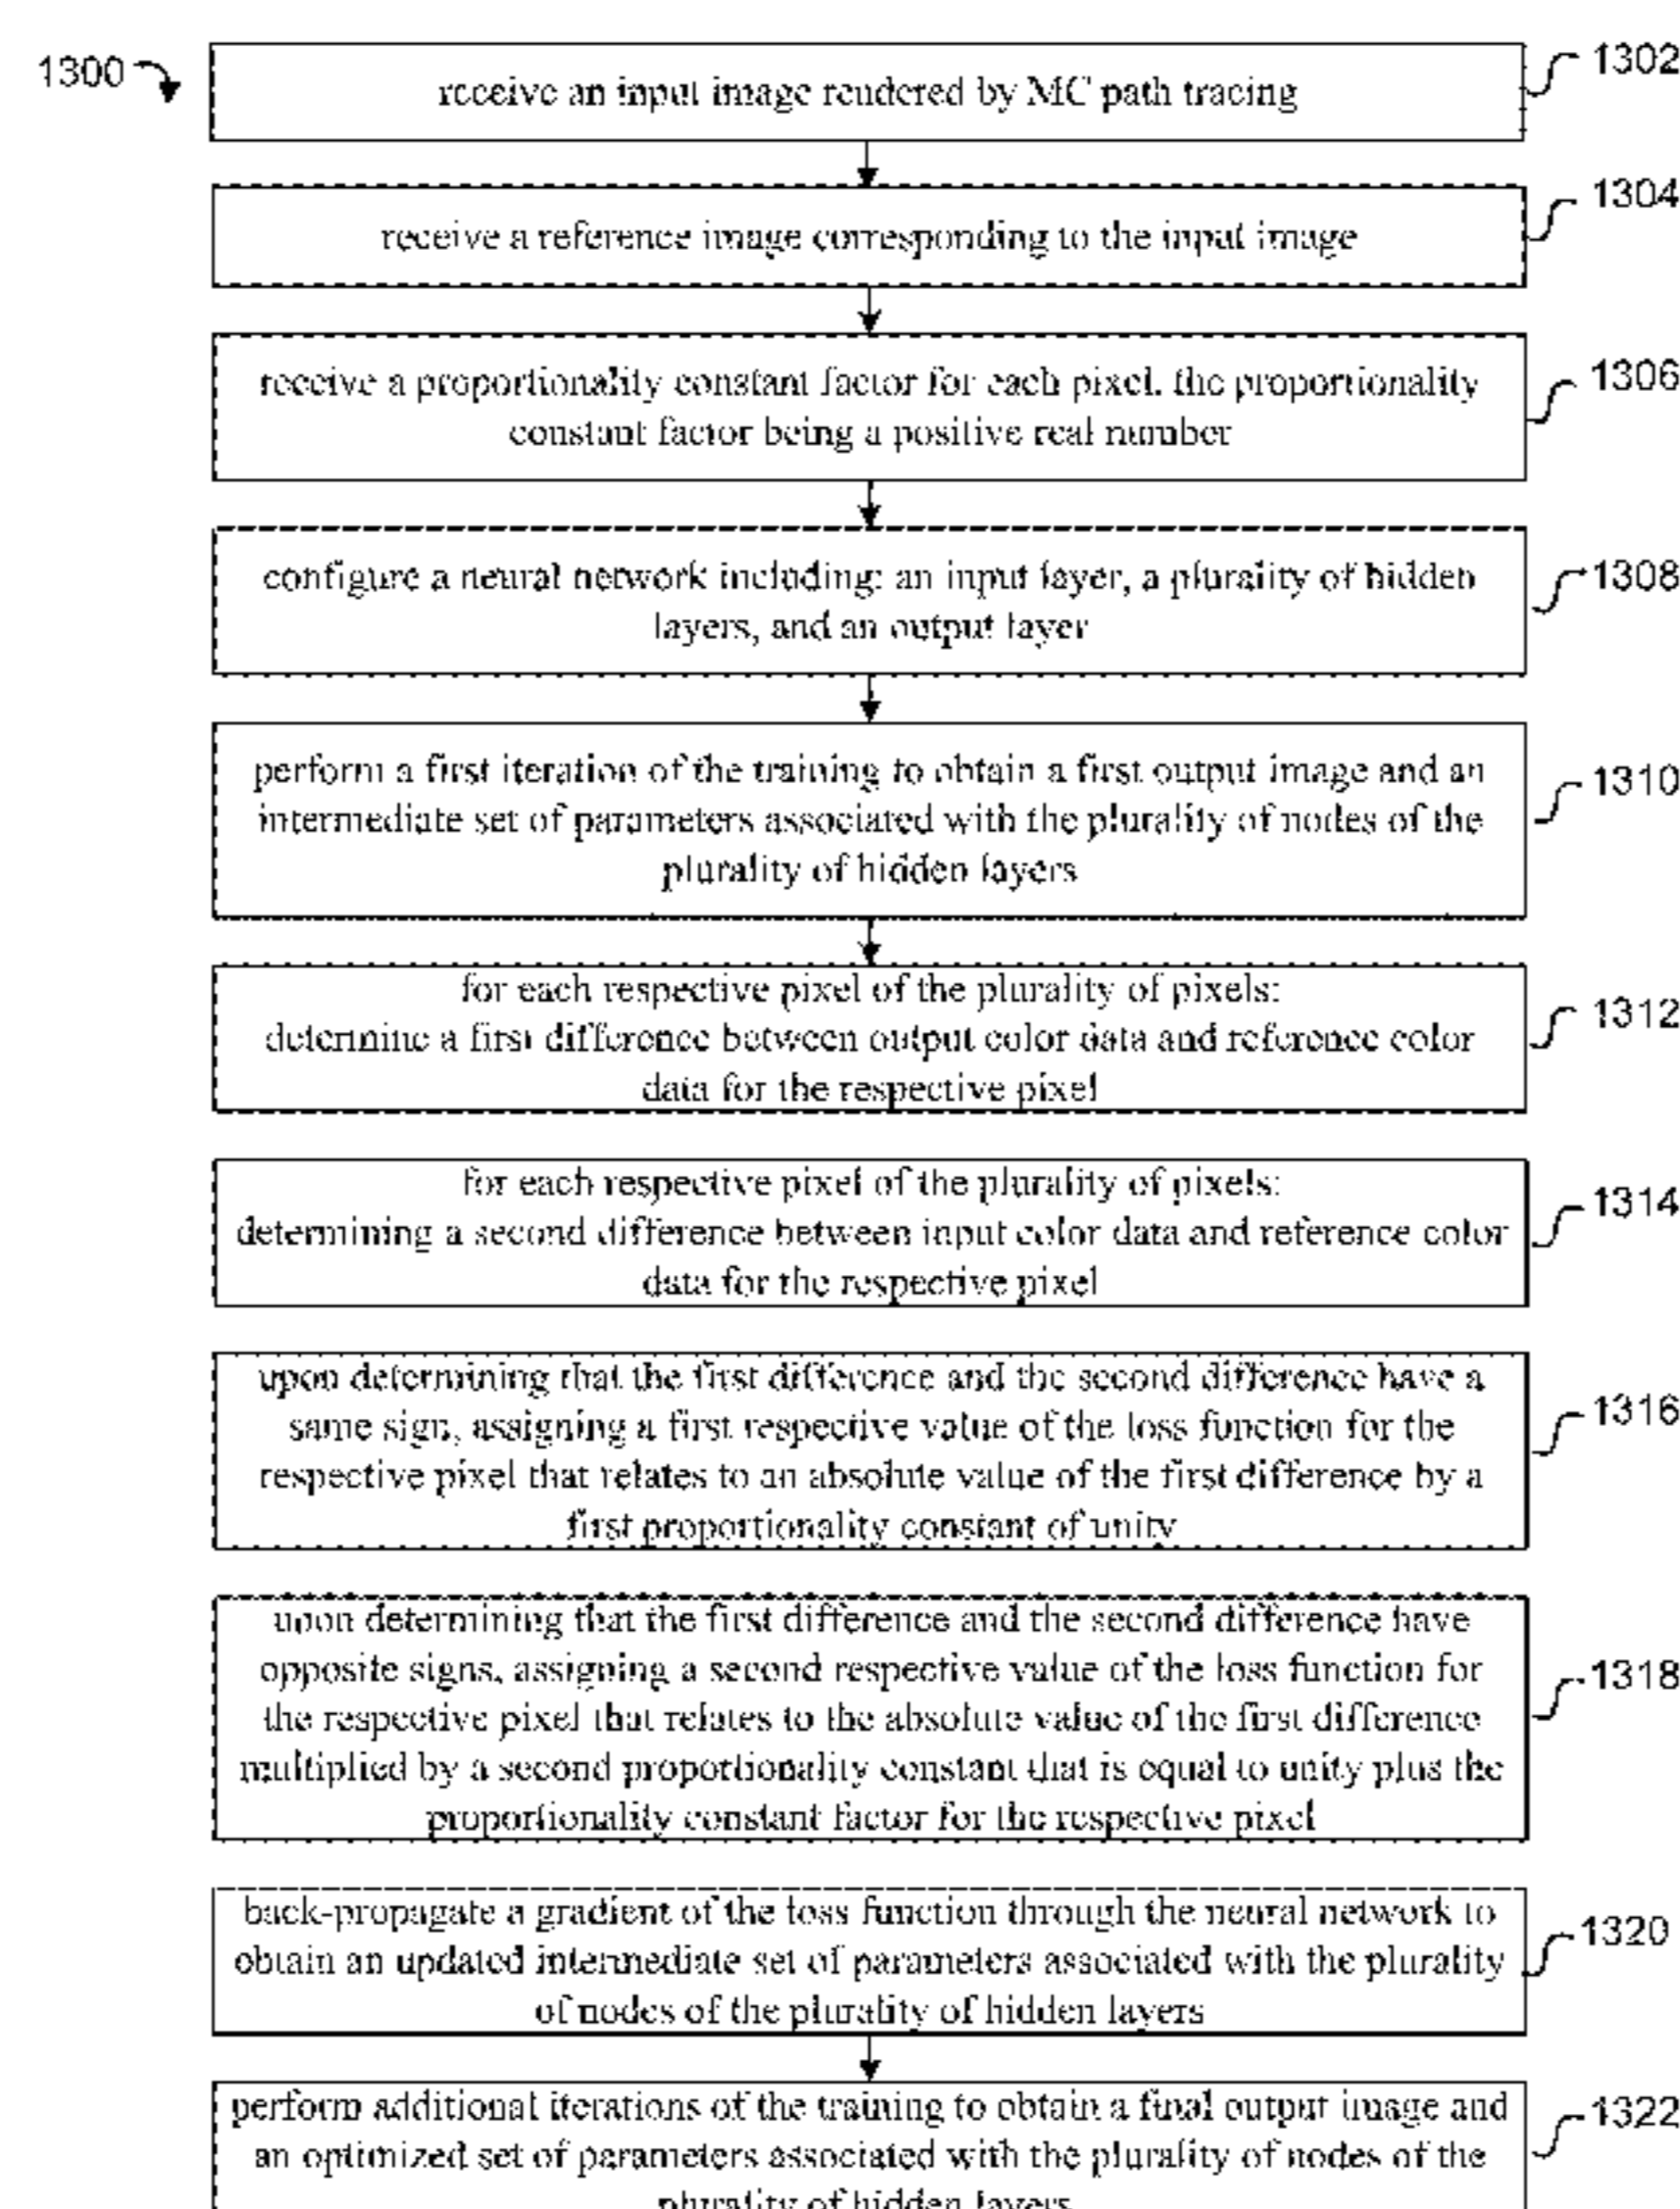 1300
receive an input image rendered by MC path tracing
1302
receive a reference image corresponding to the input image
1304
receive a proportionality constant factor for each pixel, the proportionality
constant factor being a positive real number
1306
configure a neural network including: an input layer, a plurality of hidden
layers, and an output layer
1308
perform a first iteration of the training to obtain a first output image and an
intermediate set of parameters associated with the plurality of nodes of the
plurality of hidden layers
1310
for each respective pixel of the plurality of pixels:
determine a first difference between output color data and reference color
data for the respective pixel
1312
for each respective pixel of the plurality of pixels:
determining a second difference between input color data and reference color
data for the respective pixel
1314
upon determining that the first difference and the second difference have a
same sign, assigning a first respective value of the loss function for the
respective pixel that relates to an absolute value of the first difference by a
first proportionality constant of unity
1316
upon determining that the first difference and the second difference have
opposite signs, assigning a second respective value of the loss function for
the respective pixel that relates to the absolute value of the first difference
multiplied by a second proportionality constant that is equal to unity plus the
proportionality constant factor for the respective pixel
1318
back-propagate a gradient of the loss function through the neural network to
obtain an updated intermediate set of parameters associated with the plurality
of nodes of the plurality of hidden layers
1320
perform additional iterations of the training to obtain a final output image and
an optimized set of parameters associated with the plurality of nodes of the
plurality of hidden layers
1322